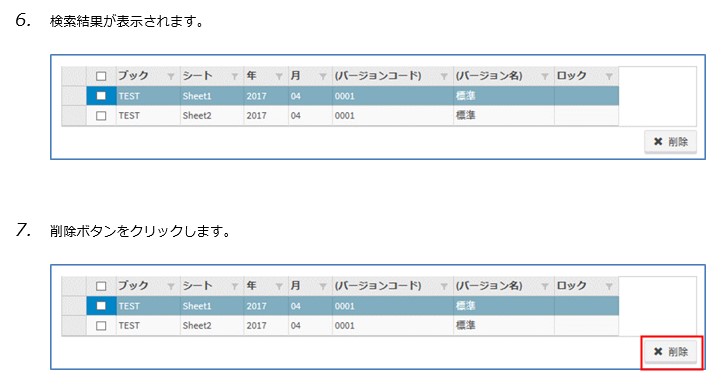 6. 検索結果が表示されます。
ブック シート 年 月 (バージョンコード) (バージョン名) ロック
TEST Sheet1 2017 04 0001 標準
TEST Sheet2 2017 04 0001 標準
✖ 削除
7. 削除ボタンをクリックします。
ブック シート 年 月 (バージョンコード) (バージョン名) ロック
TEST Sheet1 2017 04 0001 標準
TEST Sheet2 2017 04 0001 標準
✖ 削除